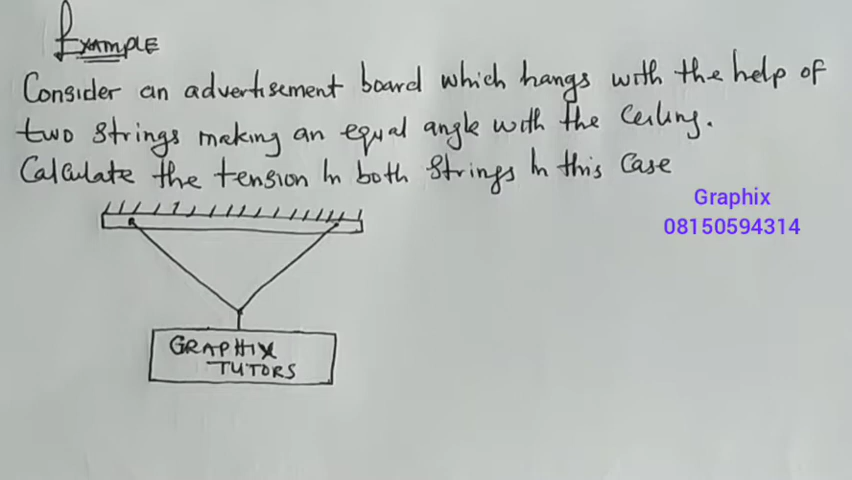 EXAMPLE
Consider an advertisement board which hangs with the help of
two strings making an equal angle with the ceiling.
Calculate the tension in both strings in this case
Graphix
08150594314
GRAPHIX
TUTORS